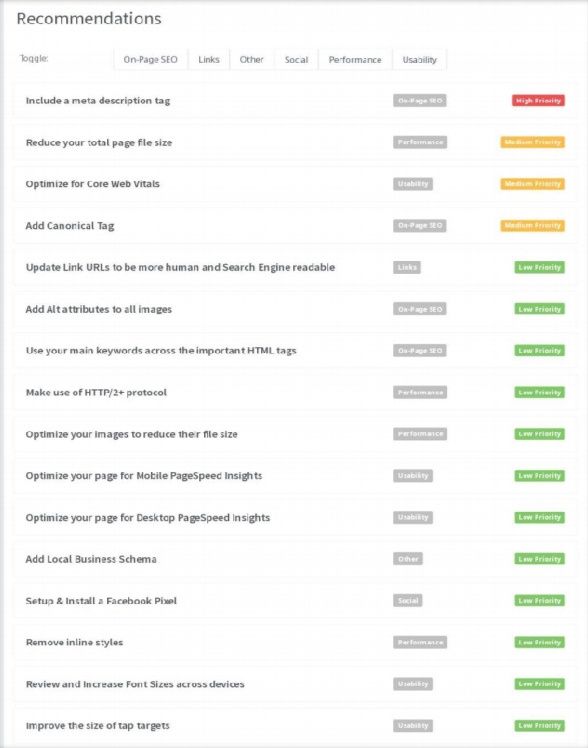 Recommendations
Toggle: On-Page SEO Links Other Social Performance Usability
Include a meta description tag On-Page SEO High Priority
Reduce your total page file size Performance Medium Priority
Optimize for Core Web Vitals Usability Medium Priority
Add Canonical Tag On-Page SEO Medium Priority
Update Link URLs to be more human and Search Engine readable Links Low Priority
Add Alt attributes to all images On-Page SEO Low Priority
Use your main keywords across the important HTML tags On-Page SEO Low Priority
Make use of HTTP/2+ protocol Performance Low Priority
Optimize your images to reduce their file size Performance Low Priority
Optimize your page for Mobile PageSpeed Insights Usability Low Priority
Optimize your page for Desktop PageSpeed Insights Usability Low Priority
Add Local Business Schema Other Low Priority
Setup & Install a Facebook Pixel Social Low Priority
Remove inline styles Performance Low Priority
Review and Increase Font Sizes across devices Usability Low Priority
Improve the size of tap targets Usability Low Priority